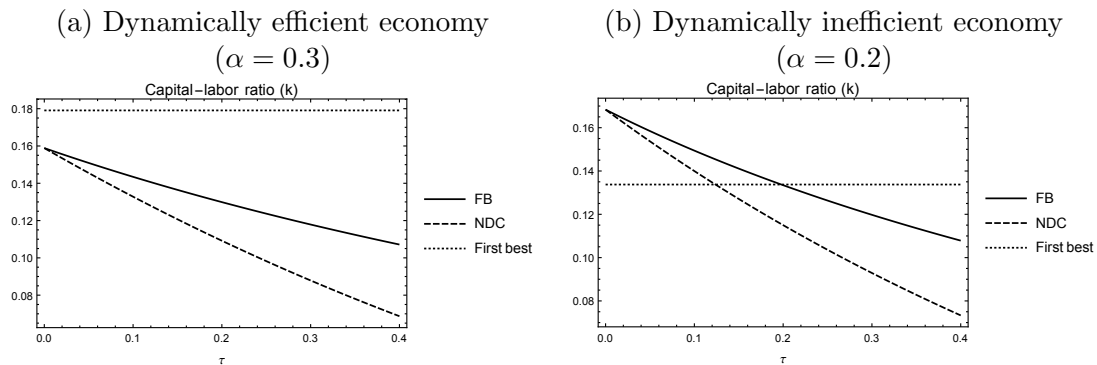 (a) Dynamically efficient economy
(α = 0.3)
Capital–labor ratio (k)
0.18
0.16
0.14
0.12
0.10
0.08
0.0
0.1
0.2
0.3
0.4
τ
FB
NDC
First best
(b) Dynamically inefficient economy
(α = 0.2)
Capital–labor ratio (k)
0.16
0.14
0.12
0.10
0.08
0.0
0.1
0.2
0.3
0.4
τ
FB
NDC
First best